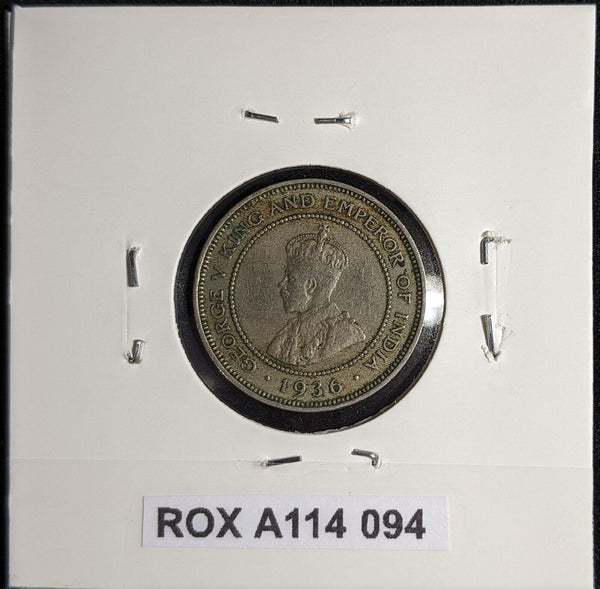 GEORGE V KING AND EMPEROR OF INDIA
· 1936 ·
ROX A114 094